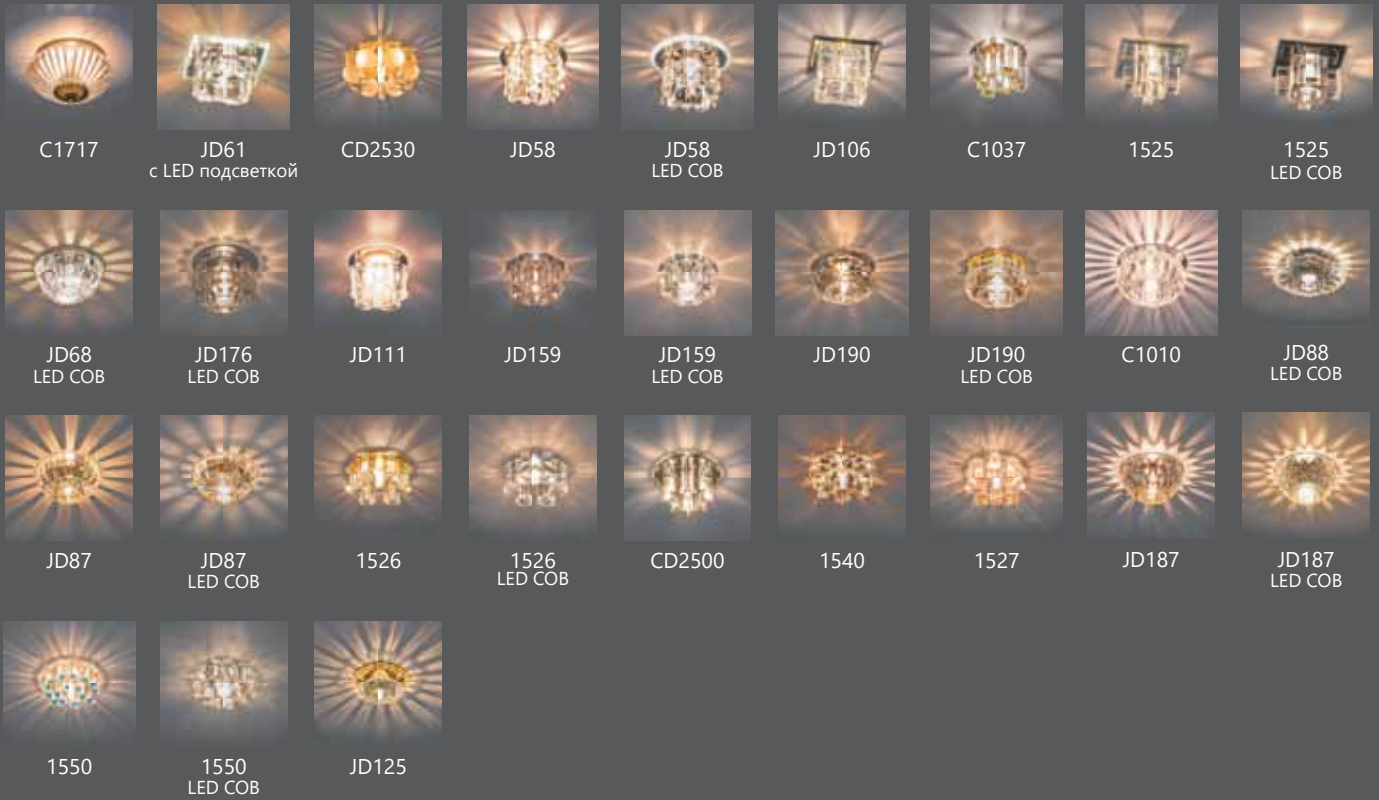 C1717
JD61
с LED подсветкой
CD2530
JD58
JD58
LED COB
JD106
C1037
1525
1525
LED COB
JD68
LED COB
JD176
LED COB
JD111
JD159
JD159
LED COB
JD190
JD190
LED COB
C1010
JD88
LED COB
JD87
JD87
LED COB
1526
1526
LED COB
CD2500
1540
1527
JD187
JD187
LED COB
1550
1550
LED COB
JD125